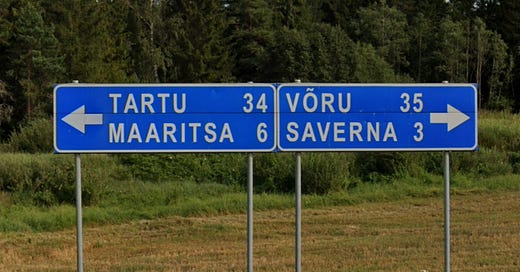 TARTU 34
MAARITSA 6
VÕRU 35
SAVERNA 3